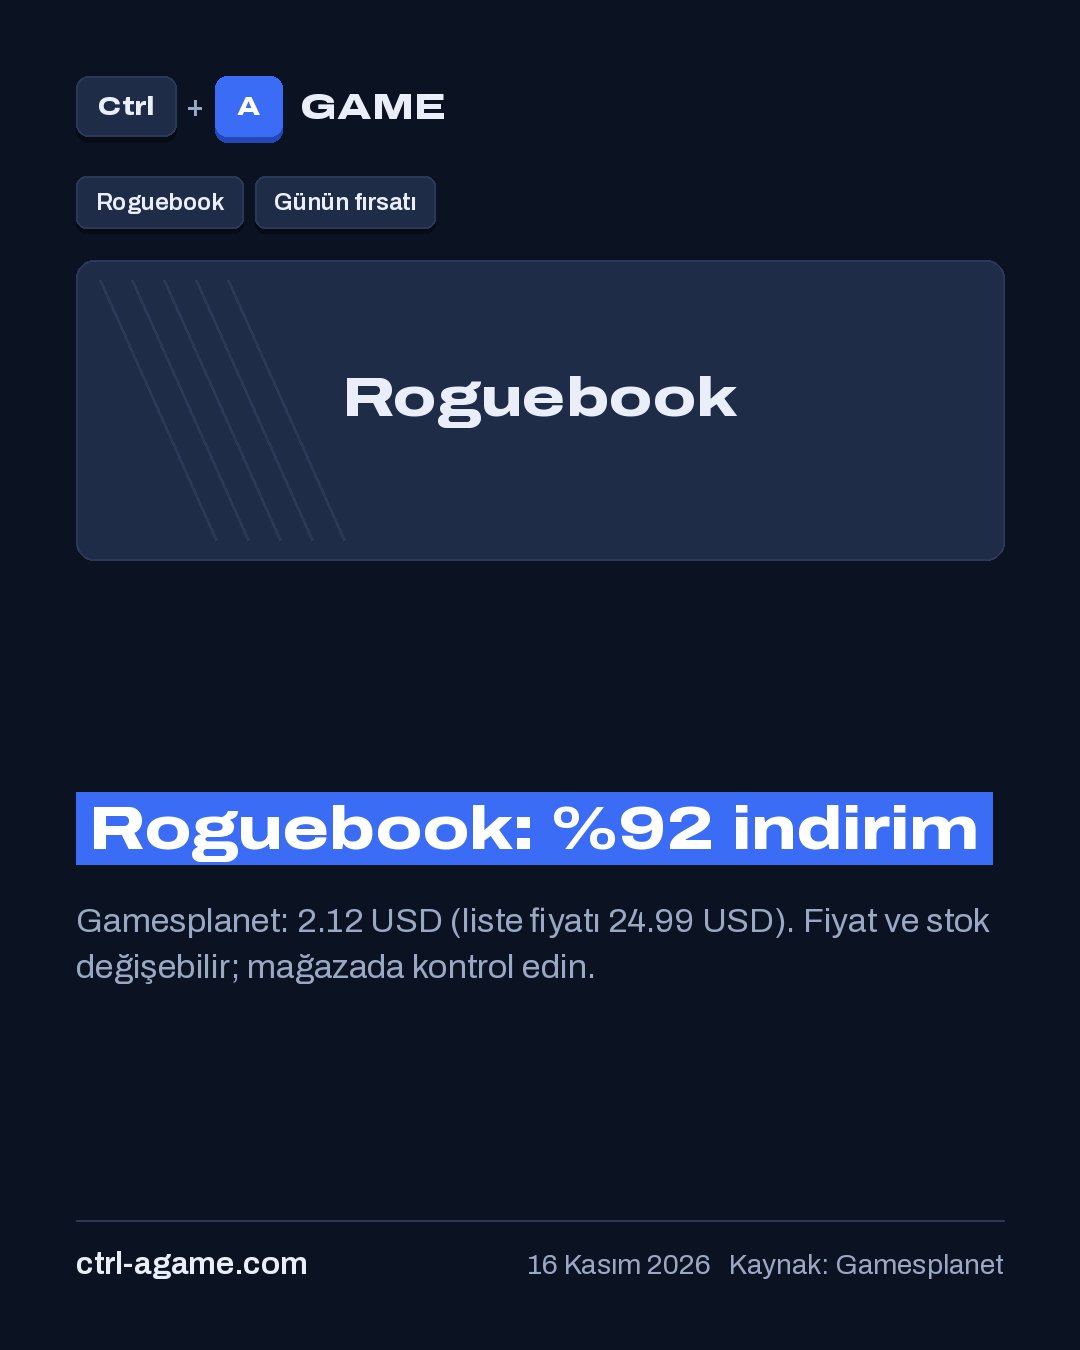 Ctrl + A GAME
Roguebook Günün fırsatı
Roguebook
Roguebook: %92 indirim
Gamesplanet: 2.12 USD (liste fiyatı 24.99 USD). Fiyat ve stok
değişebilir; mağazada kontrol edin.
ctrl-agame.com 16 Kasım 2026 Kaynak: Gamesplanet